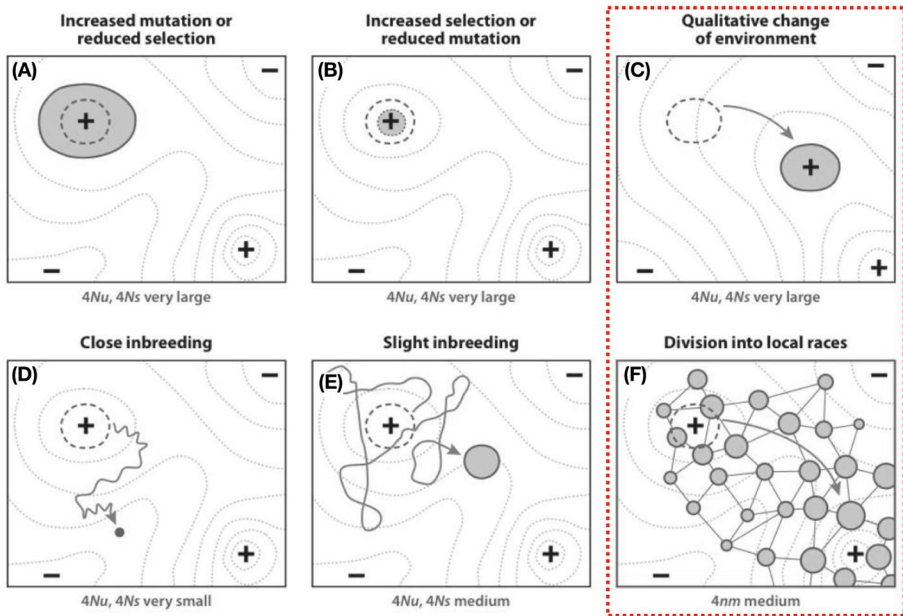 Increased mutation or
reduced selection
(A)
−
+
+
−
4Nu, 4Ns very large
Increased selection or
reduced mutation
(B)
−
+
+
−
4Nu, 4Ns very large
Qualitative change
of environment
(C)
−
+
+
−
4Nu, 4Ns very large
Close inbreeding
(D)
−
+
+
−
4Nu, 4Ns very small
Slight inbreeding
(E)
−
+
+
−
4Nu, 4Ns medium
Division into local races
(F)
−
+
+
−
4nm medium